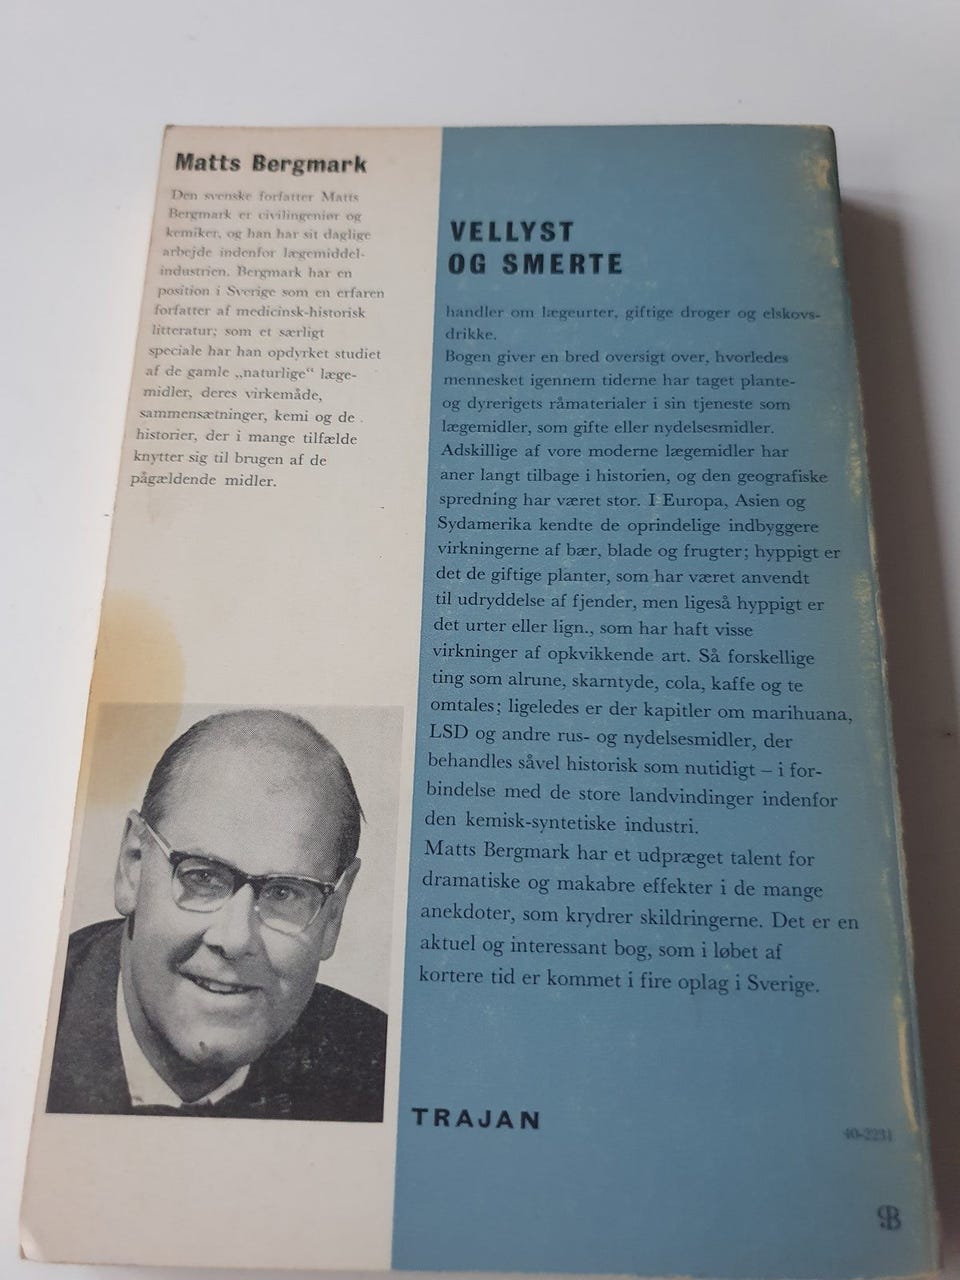 Matts Bergmark
Den svenske forfatter Matts
Bergmark er civilingeniør og
kemiker, og han har sit daglige
arbejde indenfor lægemiddel-
industrien. Bergmark har en
position i Sverige som en erfaren
forfatter af medicinsk-historisk
litteratur; som et særligt
speciale har han opdyrket studiet
af de gamle „naturlige“ læge-
midler, deres virkemåde,
sammensætninger, kemi og de
historier, der i mange tilfælde
knytter sig til brugen af de
pågældende midler.
VELLYST
OG SMERTE
handler om lægeurter, giftige droger og elskovs-
drikke.
Bogen giver en bred oversigt over, hvorledes
mennesket igennem tiderne har taget plante-
og dyrerigets råmaterialer i sin tjeneste som
lægemidler, som gifte eller nydelsesmidler.
Adskillige af vore moderne lægemidler har
aner langt tilbage i historien, og den geografiske
spredning har været stor. I Europa, Asien og
Sydamerika kendte de oprindelige indbyggere
virkningerne af bær, blade og frugter; hyppigt er
det de giftige planter, som har været anvendt
til udryddelse af fjender, men ligeså hyppigt er
det urter eller lign., som har haft visse
virkninger af opkvikkende art. Så forskellige
ting som alrune, skarntyde, cola, kaffe og te
omtales; ligeledes er der kapitler om marihuana,
LSD og andre rus- og nydelsesmidler, der
behandles såvel historisk som nutidigt – i for-
bindelse med de store landvindinger indenfor
den kemisk-syntetiske industri.
Matts Bergmark har et udpræget talent for
dramatiske og makabre effekter i de mange
anekdoter, som krydrer skildringerne. Det er en
aktuel og interessant bog, som i løbet af
kortere tid er kommet i fire oplag i Sverige.
TRAJAN
40-2231
SB